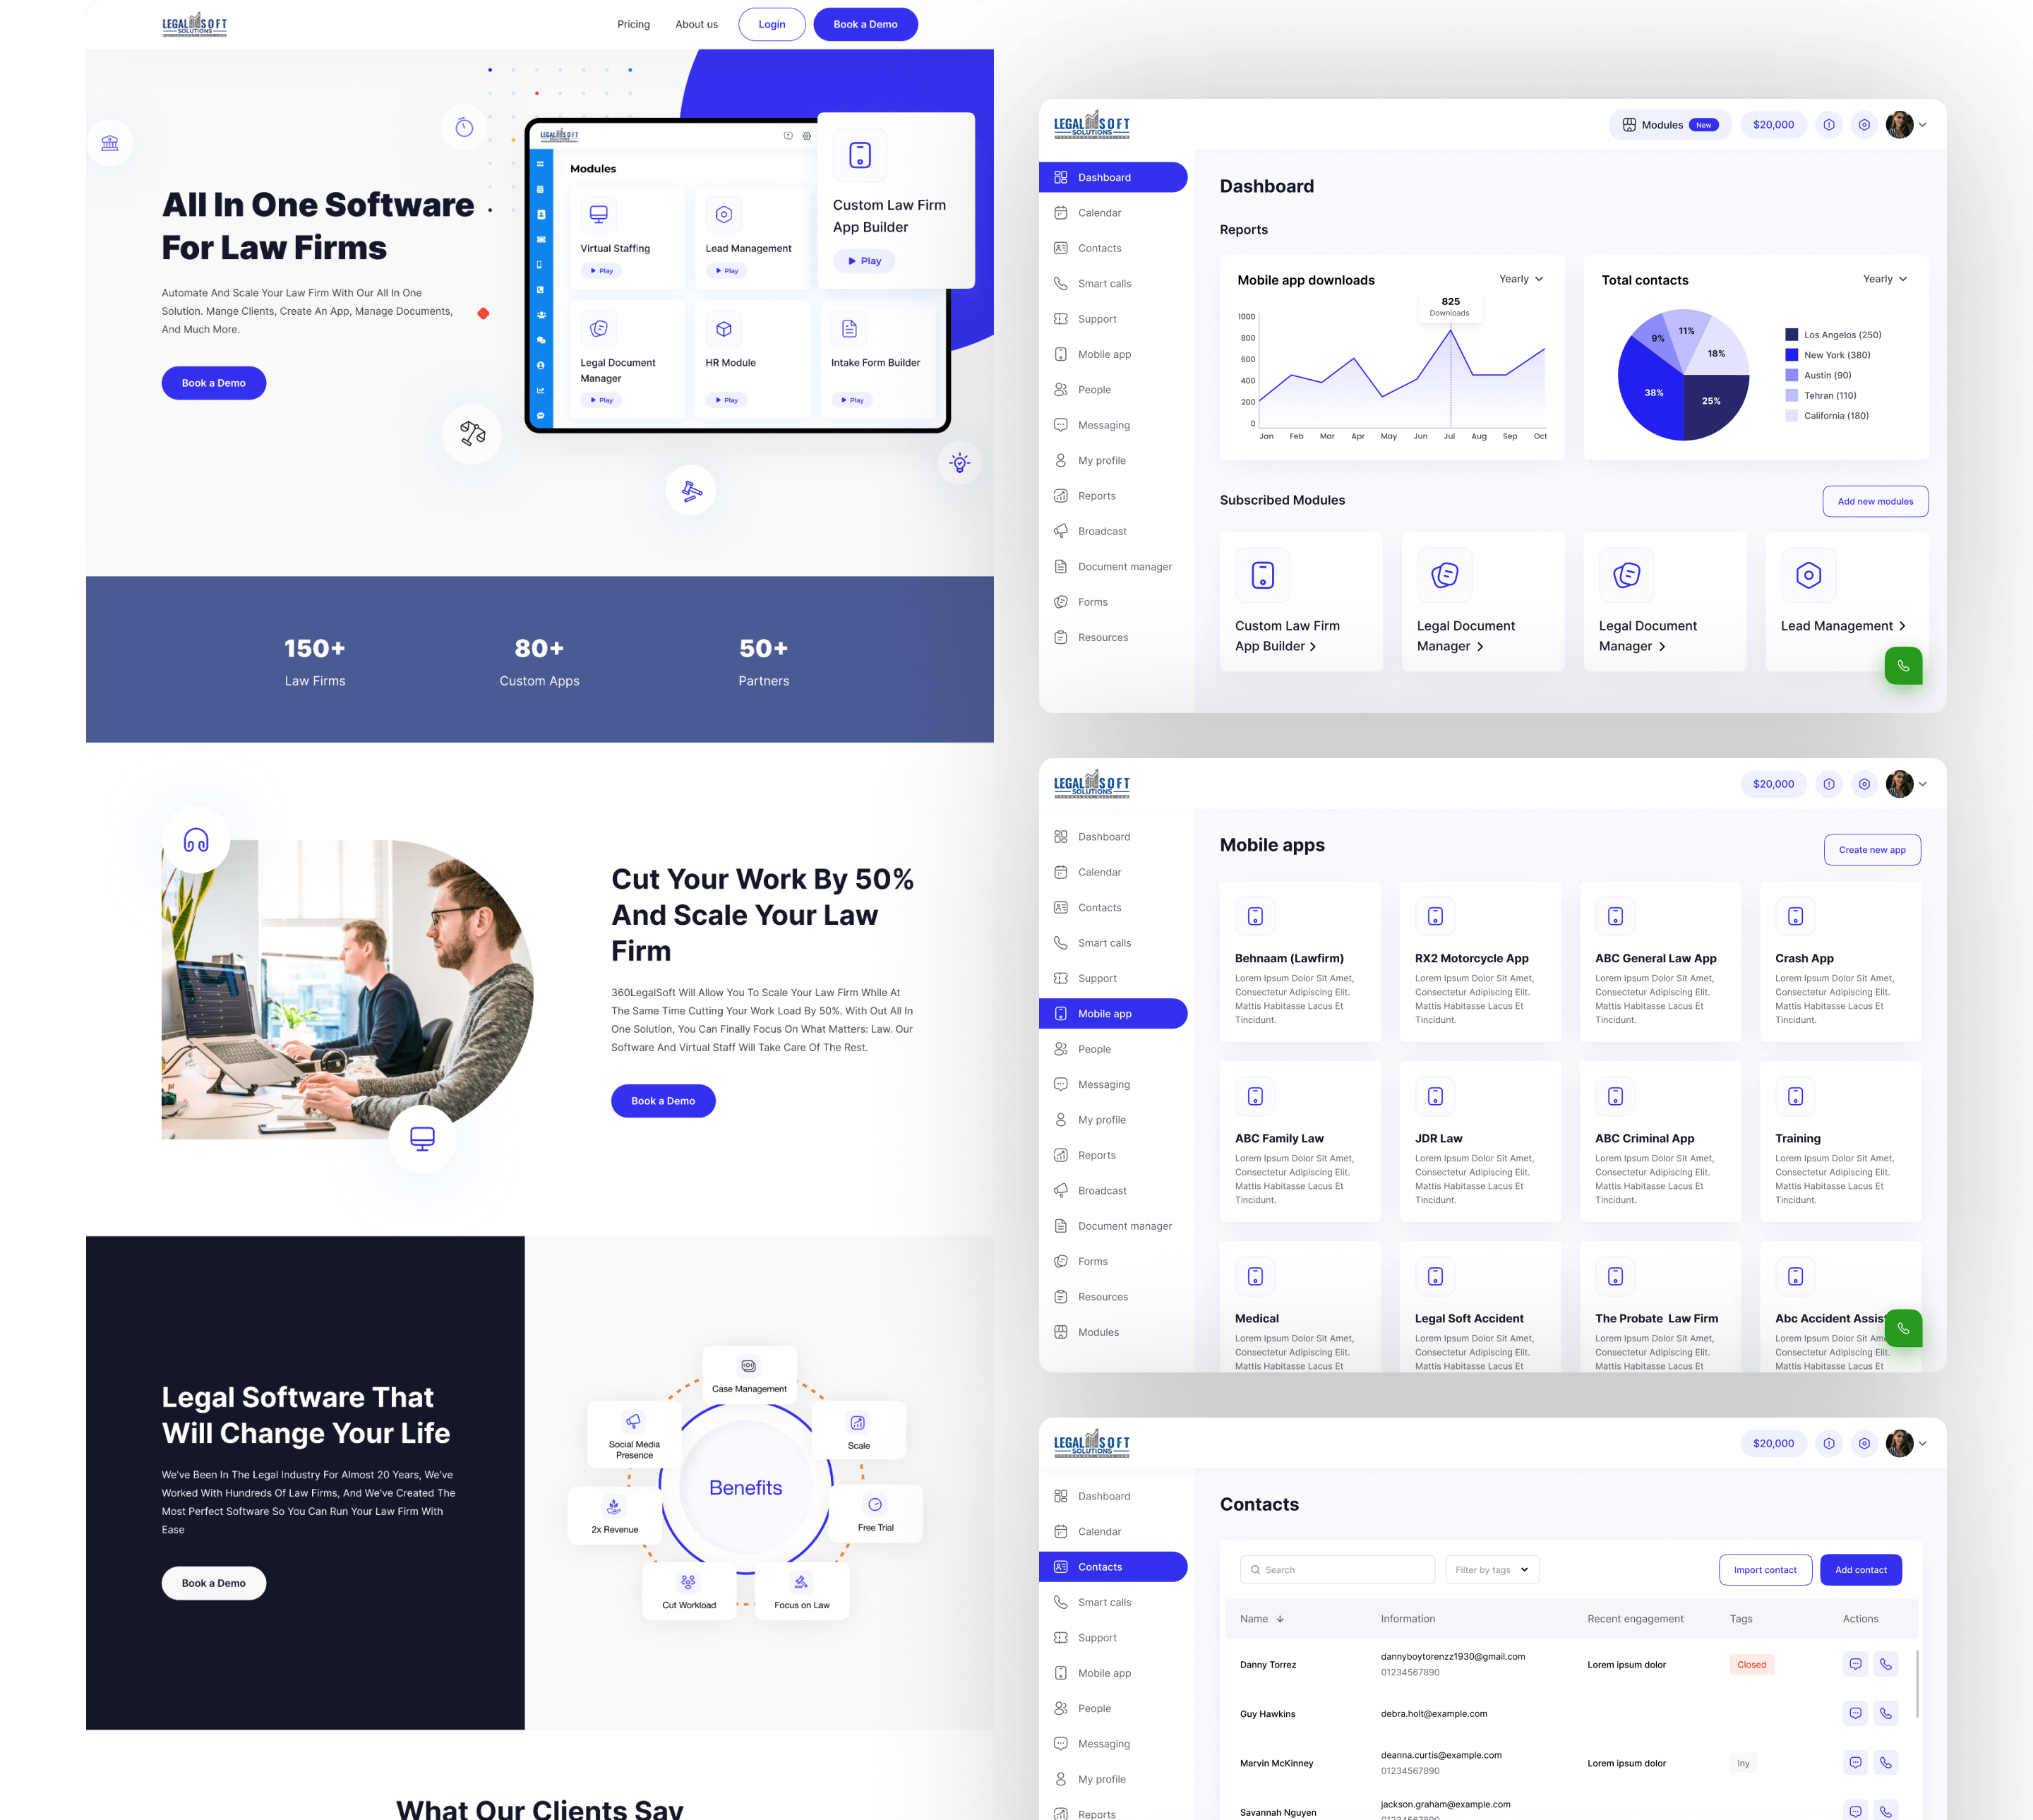 LEGAL SOFT
SOLUTIONS
Pricing
About us
Login
Book a Demo
All In One Software
For Law Firms
Automate And Scale Your Law Firm With Our All In One
Solution. Mange Clients, Create An App, Manage Documents,
And Much More.
Book a Demo
LEGAL SOFT
SOLUTIONS
Modules
Virtual Staffing
Play
Lead Management
Play
Custom Law Firm
App Builder
Play
Legal Document
Manager
Play
HR Module
Play
Intake Form Builder
Play
150+
Law Firms
80+
Custom Apps
50+
Partners
Cut Your Work By 50%
And Scale Your Law
Firm
360LegalSoft Will Allow You To Scale Your Law Firm While At
The Same Time Cutting Your Work Load By 50%. With Out All In
One Solution, You Can Finally Focus On What Matters: Law. Our
Software And Virtual Staff Will Take Care Of The Rest.
Book a Demo
Legal Software That
Will Change Your Life
We've Been In The Legal Industry For Almost 20 Years, We've
Worked With Hundreds Of Law Firms, And We've Created The
Most Perfect Software So You Can Run Your Law Firm With
Ease
Book a Demo
Case Management
Social Media
Presence
Scale
Benefits
2x Revenue
Free Trial
Cut Workload
Focus on Law
What Our Clients Say
LEGAL SOFT
SOLUTIONS
TECHNOLOGY MEETS LAW
Modules
New
$20,000
Dashboard
Calendar
Contacts
Smart calls
Support
Mobile app
People
Messaging
My profile
Reports
Broadcast
Document manager
Forms
Resources
Dashboard
Reports
Mobile app downloads
Yearly
825
Downloads
1000
800
600
400
200
0
Jan Feb Mar Apr May Jun Jul Aug Sep Oct
Total contacts
Yearly
11%
9%
18%
38%
25%
Los Angelos (250)
New York (380)
Austin (90)
Tehran (110)
California (180)
Subscribed Modules
Add new modules
Custom Law Firm
App Builder
Legal Document
Manager
Legal Document
Manager
Lead Management
LEGAL SOFT
SOLUTIONS
TECHNOLOGY MEETS LAW
$20,000
Dashboard
Calendar
Contacts
Smart calls
Support
Mobile app
People
Messaging
My profile
Reports
Broadcast
Document manager
Forms
Resources
Modules
Mobile apps
Create new app
Behnaam (Lawfirm)
Lorem Ipsum Dolor Sit Amet,
Consectetur Adipiscing Elit.
Mattis Habitasse Lacus Et
Tincidunt.
RX2 Motorcycle App
Lorem Ipsum Dolor Sit Amet,
Consectetur Adipiscing Elit.
Mattis Habitasse Lacus Et
Tincidunt.
ABC General Law App
Lorem Ipsum Dolor Sit Amet,
Consectetur Adipiscing Elit.
Mattis Habitasse Lacus Et
Tincidunt.
Crash App
Lorem Ipsum Dolor Sit Amet,
Consectetur Adipiscing Elit.
Mattis Habitasse Lacus Et
Tincidunt.
ABC Family Law
Lorem Ipsum Dolor Sit Amet,
Consectetur Adipiscing Elit.
Mattis Habitasse Lacus Et
Tincidunt.
JDR Law
Lorem Ipsum Dolor Sit Amet,
Consectetur Adipiscing Elit.
Mattis Habitasse Lacus Et
Tincidunt.
ABC Criminal App
Lorem Ipsum Dolor Sit Amet,
Consectetur Adipiscing Elit.
Mattis Habitasse Lacus Et
Tincidunt.
Training
Lorem Ipsum Dolor Sit Amet,
Consectetur Adipiscing Elit.
Mattis Habitasse Lacus Et
Tincidunt.
Medical
Lorem Ipsum Dolor Sit Amet,
Consectetur Adipiscing Elit.
Mattis Habitasse Lacus Et
Legal Soft Accident
Lorem Ipsum Dolor Sit Amet,
Consectetur Adipiscing Elit.
Mattis Habitasse Lacus Et
The Probate Law Firm
Lorem Ipsum Dolor Sit Amet,
Consectetur Adipiscing Elit.
Mattis Habitasse Lacus Et
Abc Accident
Lorem Ipsum Dolor Sit
Consectetur Adipiscing Elit.
Mattis Habitasse Lacus Et
LEGAL SOFT
SOLUTIONS
TECHNOLOGY MEETS LAW
$20,000
Dashboard
Calendar
Contacts
Smart calls
Support
Mobile app
People
Messaging
My profile
Reports
Contacts
Search
Filter by tags
Import contact
Add contact
Name Information Recent engagement Tags Actions
Danny Torrez
dannyboytorenzz1930@gmail.com
01234567890
Lorem ipsum dolor
Closed
Guy Hawkins
debra.holt@example.com
Marvin McKinney
deanna.curtis@example.com
01234567890
Lorem ipsum dolor
Iny
Savannah Nguyen
jackson.graham@example.com
01234567890